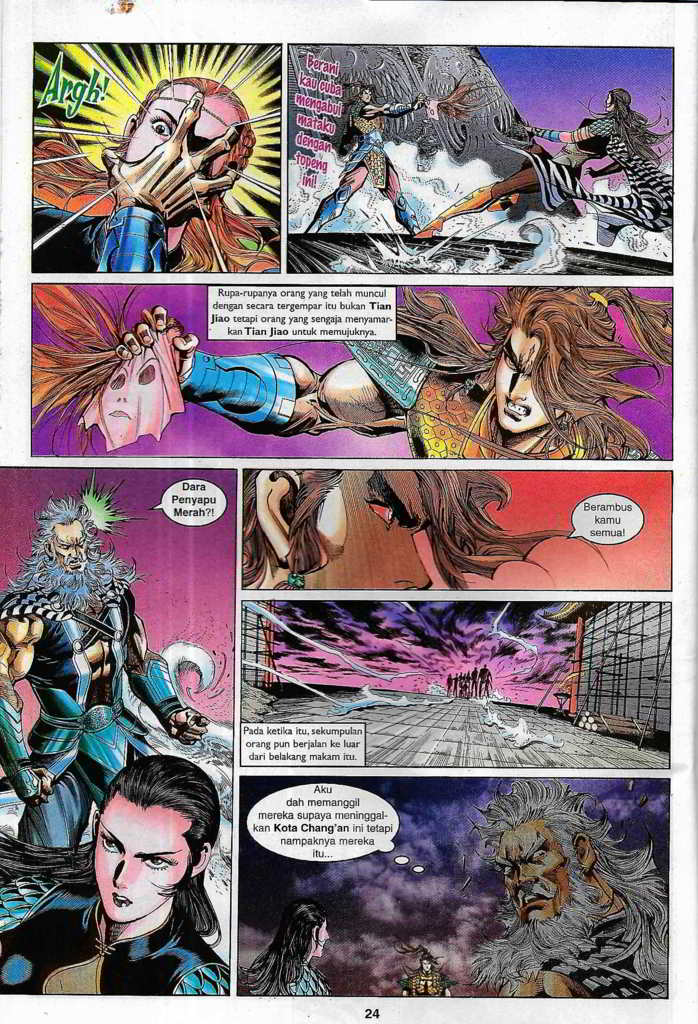 Argh!
Berani
kau cuba
mengabui
mataku
dengan
topeng
ini!
Rupa-rupanya orang yang telah muncul
dengan secara tergempar itu bukan Tian
Jiao tetapi orang yang sengaja menyamar-
kan Tian Jiao untuk memujuknya.
Dara
Penyapu
Merah?!
Berambus
kamu
semua!
Pada ketika itu, sekumpulan
orang pun berjalan ke luar
dari belakang makam itu.
Aku
dah memanggil
mereka supaya meninggal-
kan Kota Chang'an ini tetapi
nampaknya mereka
itu...
24